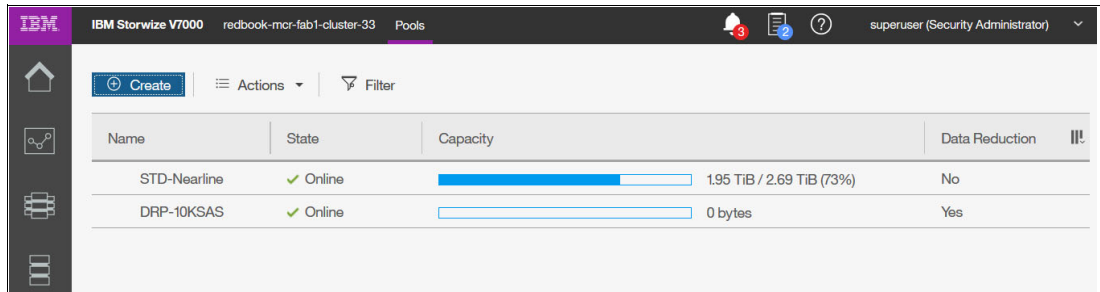 IBM IBM Storwize V7000 redbook-mcr-fab1-cluster-33 Pools 3 2 ? superuser (Security Administrator)
Create Actions Filter
Name State Capacity Data Reduction
STD-Nearline Online 1.95 TiB / 2.69 TiB (73%) No
DRP-10KSAS Online 0 bytes Yes